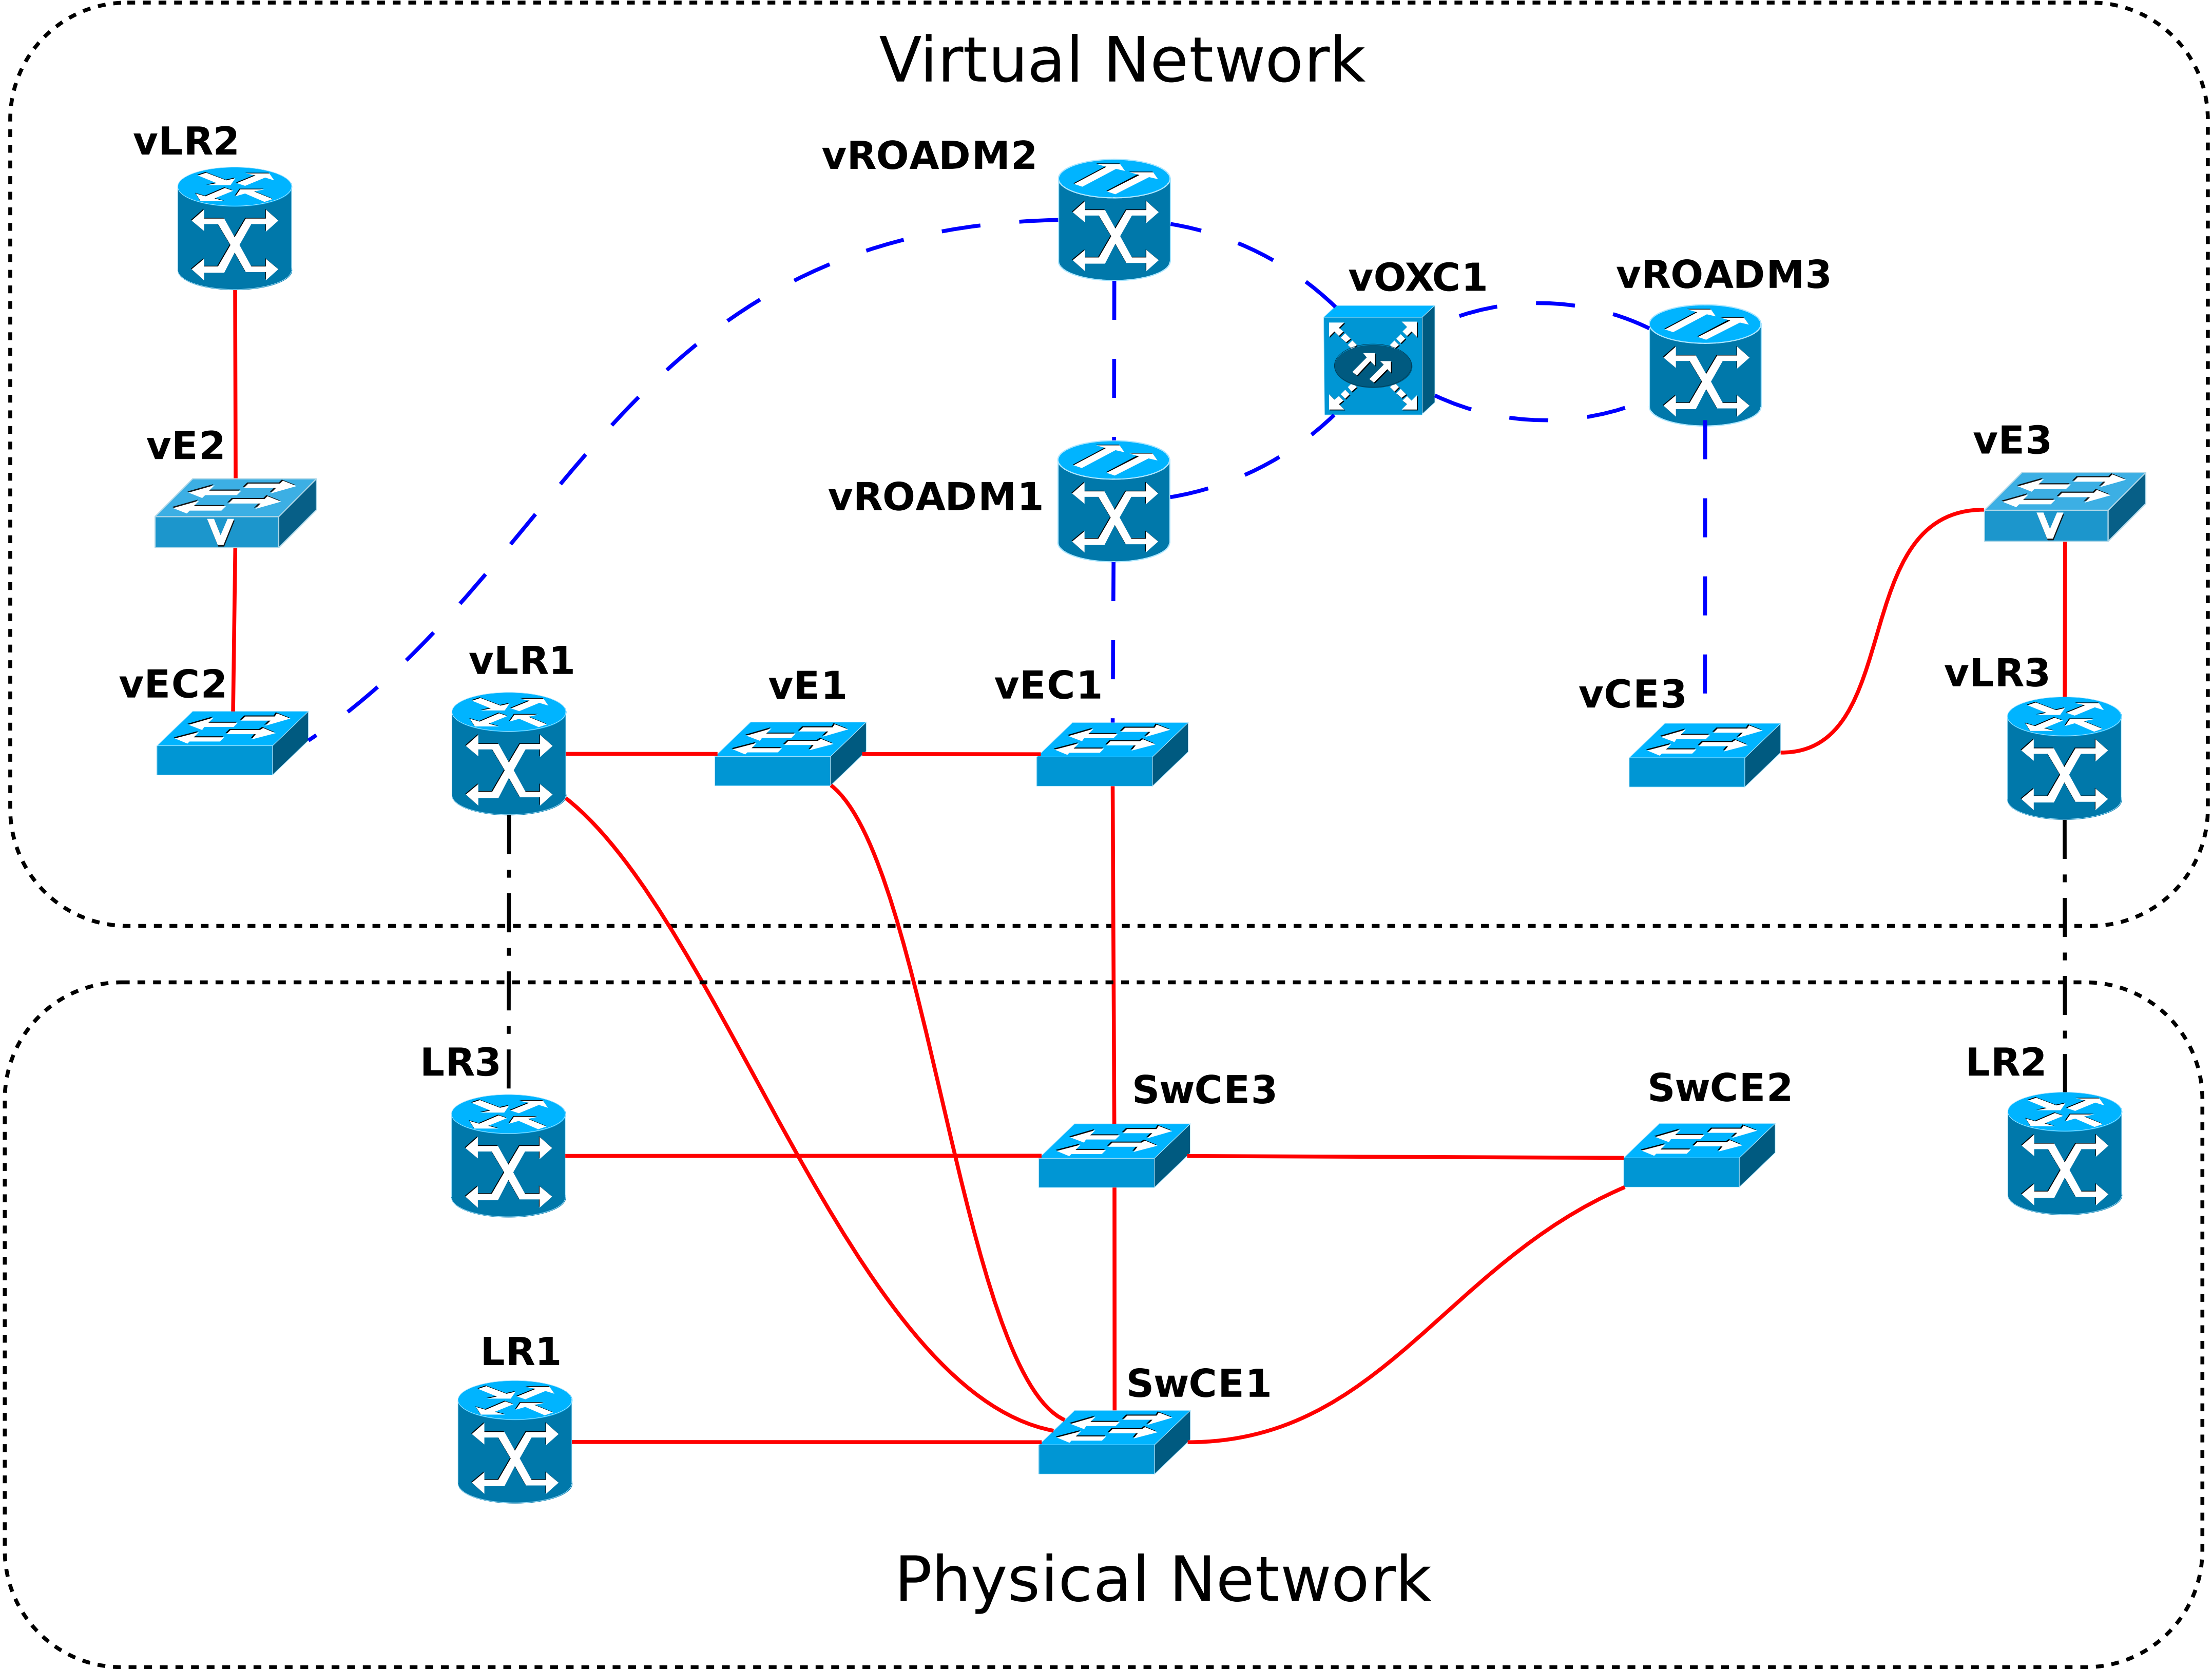 Virtual Network
vLR2
vROADM2
vOXC1
vROADM3
vE2
vE3
vROADM1
vEC2
vLR1
vE1
vEC1
vCE3
vLR3
V
V
LR3
SwCE3
SwCE2
LR2
LR1
SwCE1
Physical Network